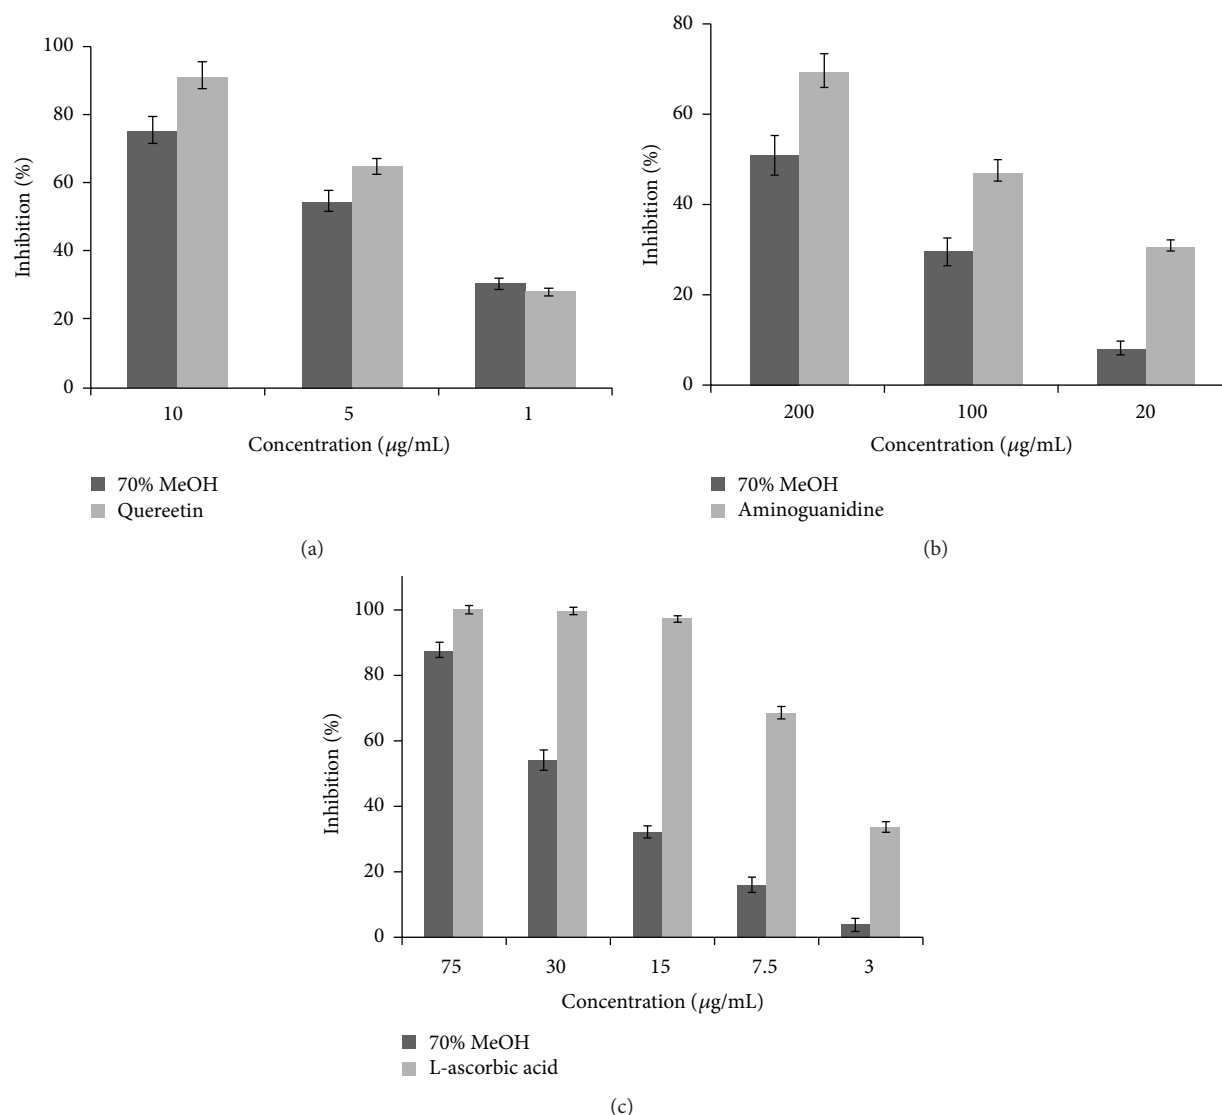 100
80
60
40
20
0
Inhibition (%)
10 5 1
Concentration (μg/mL)
70% MeOH
Quereetin
(a)
80
60
40
20
0
Inhibition (%)
200 100 20
Concentration (μg/mL)
70% MeOH
Aminoguanidine
(b)
100
80
60
40
20
0
Inhibition (%)
75 30 15 7.5 3
Concentration (μg/mL)
70% MeOH
L-ascorbic acid
(c)